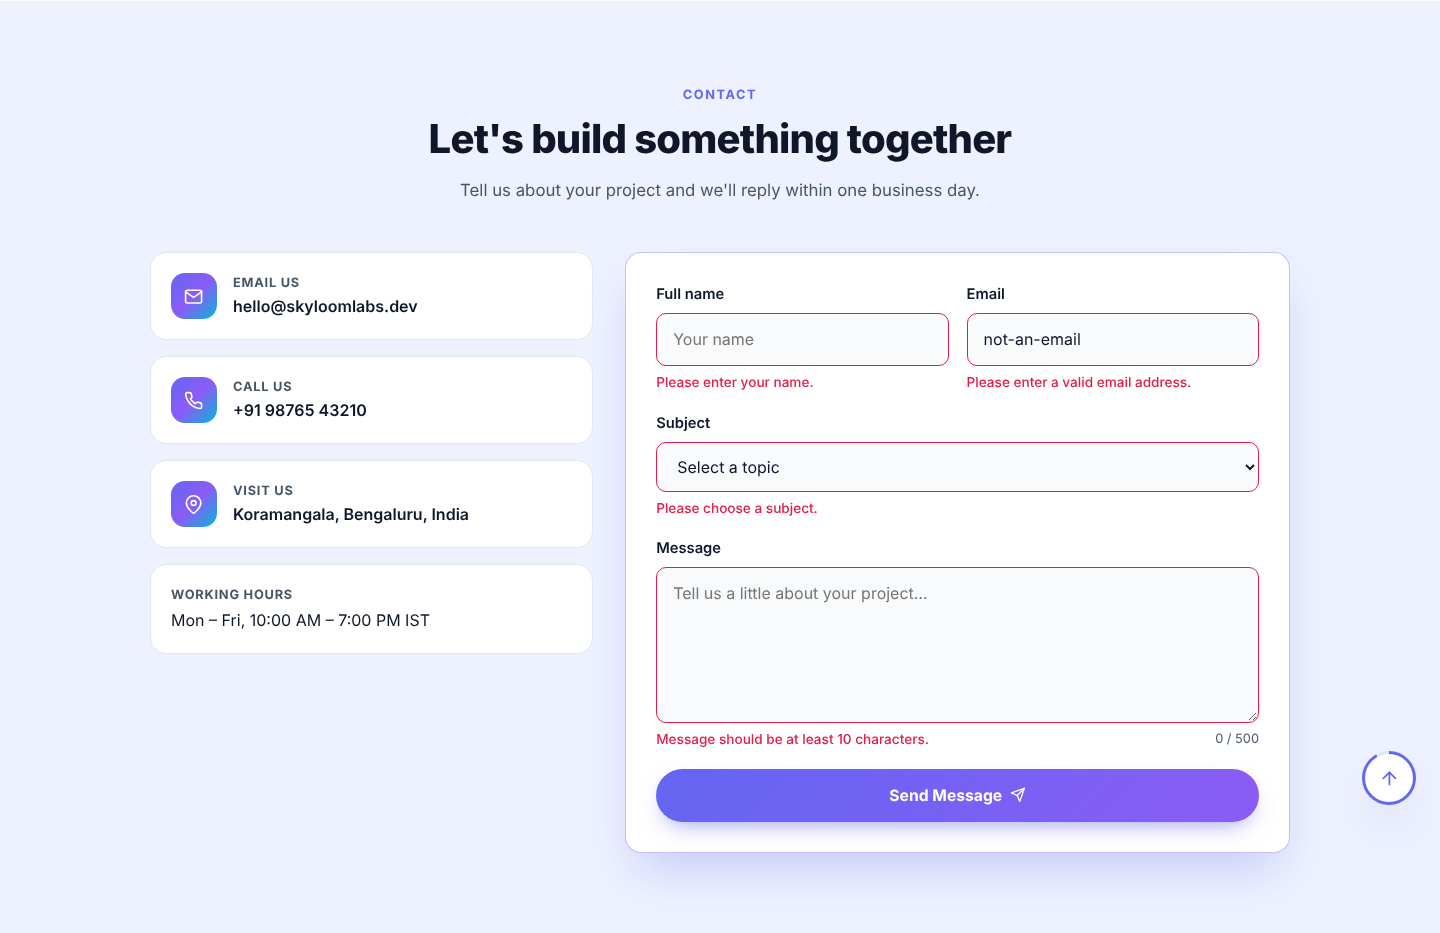 CONTACT
Let's build something together
Tell us about your project and we'll reply within one business day.
EMAIL US
hello@skyloomlabs.dev
CALL US
+91 98765 43210
VISIT US
Koramangala, Bengaluru, India
WORKING HOURS
Mon – Fri, 10:00 AM – 7:00 PM IST
Full name
Your name
Please enter your name.
Email
not-an-email
Please enter a valid email address.
Subject
Select a topic
Please choose a subject.
Message
Tell us a little about your project...
Message should be at least 10 characters.
0 / 500
Send Message